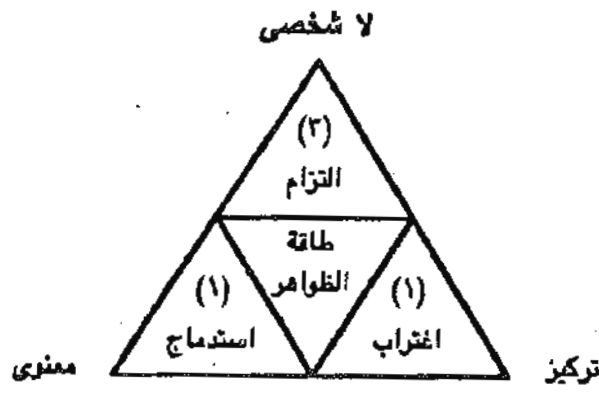 لا شخصى
(٣)
التزام
طاقة
الظواهر
(١)
اغتراب
(١)
استدماج
تركيز
معنوى